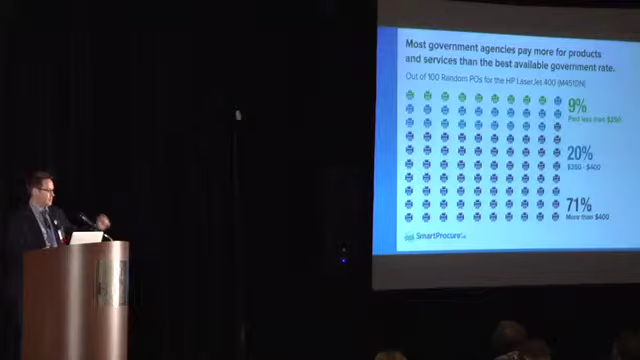 Most government agencies pay more for products
and services than the best available government rate.
Out of 100 Random POs for the HP LaserJet 400 (M451DN)
9%
Paid less than $350
20%
$350 - $400
71%
More than $400
SmartProcure